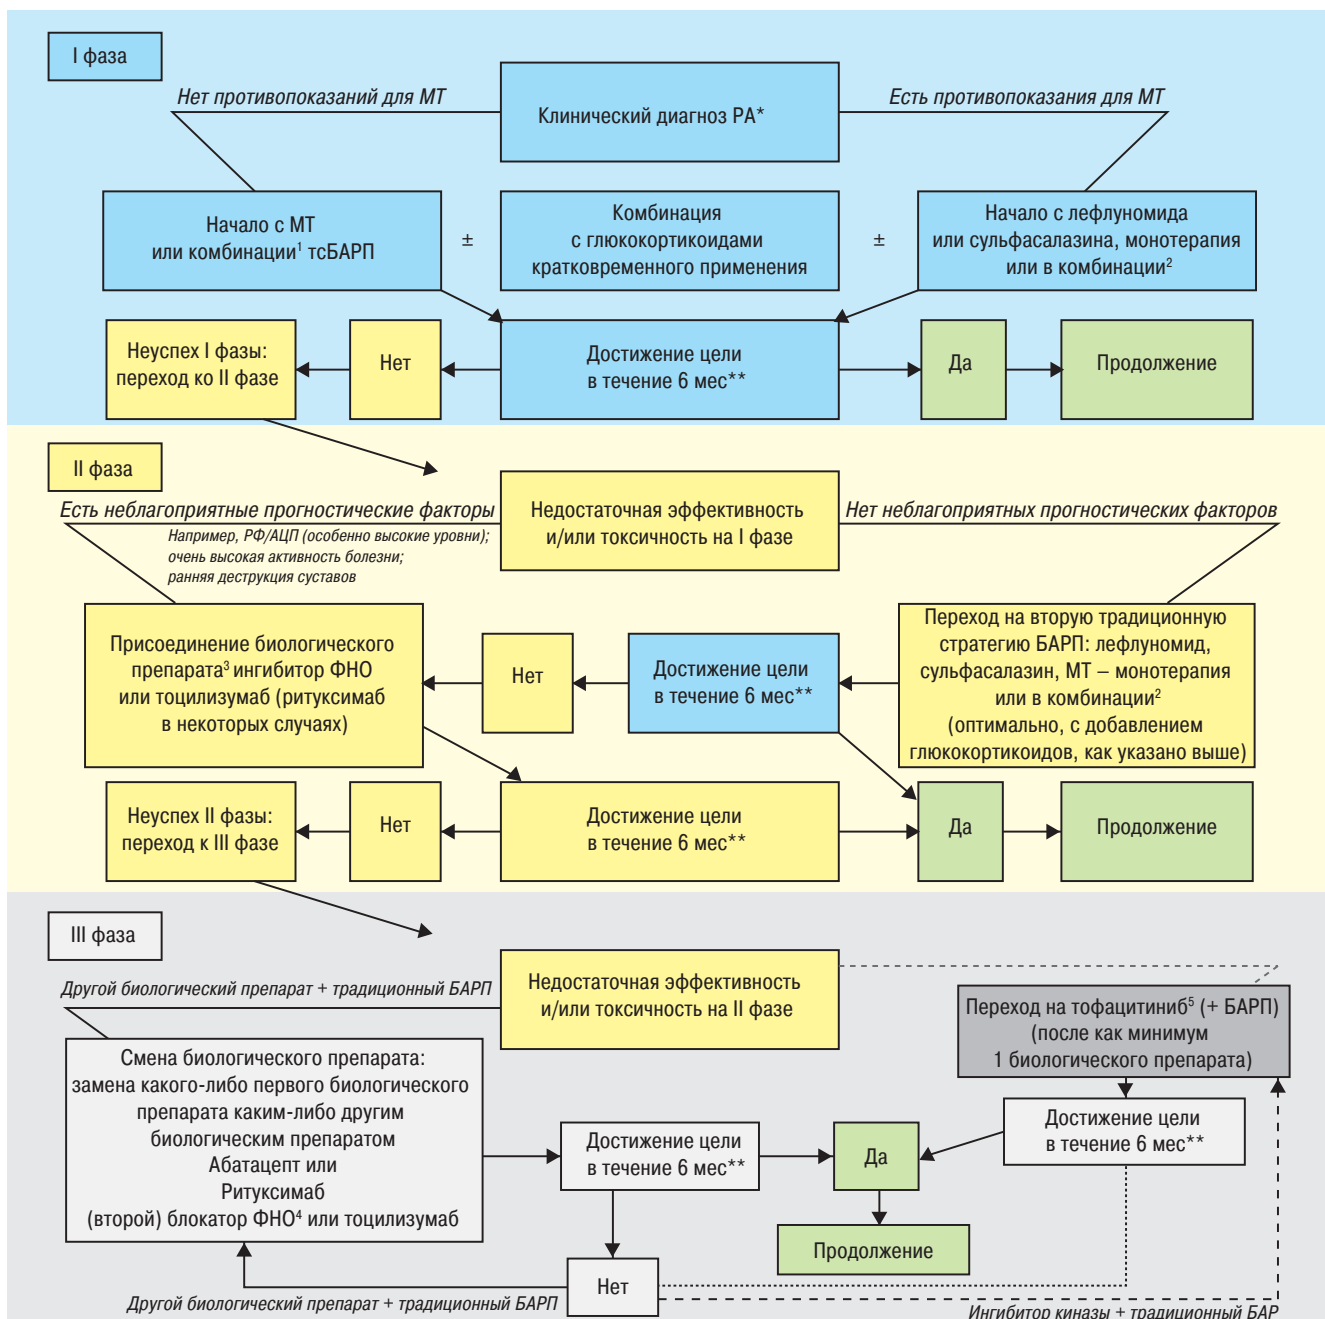 I фаза
Нет противопоказаний для МТ
Клинический диагноз РА*
Есть противопоказания для МТ
Начало с МТ
или комбинации¹ тсБАРП
±
Комбинация
с глюкокортикоидами
кратковременного применения
±
Начало с лефлуномида
или сульфасалазина, монотерапия
или в комбинации²
Неуспех I фазы:
переход ко II фазе
Нет
Достижение цели
в течение 6 мес**
Да
Продолжение
II фаза
Есть неблагоприятные прогностические факторы
Например, РФ/АЦП (особенно высокие уровни);
очень высокая активность болезни;
ранняя деструкция суставов
Недостаточная эффективность
и/или токсичность на I фазе
Нет неблагоприятных прогностических факторов
Присоединение биологического
препарата³ ингибитор ФНО
или тоцилизумаб (ритуксимаб
в некоторых случаях)
Нет
Достижение цели
в течение 6 мес**
Переход на вторую традиционную
стратегию БАРП: лефлуномид,
сульфасалазин, МТ – монотерапия
или в комбинации²
(оптимально, с добавлением
глюкокортикоидов, как указано выше)
Неуспех II фазы:
переход к III фазе
Нет
Достижение цели
в течение 6 мес**
Да
Продолжение
III фаза
Другой биологический препарат + традиционный БАРП
Недостаточная эффективность
и/или токсичность на II фазе
Переход на тофацитиниб⁵ (+ БАРП)
(после как минимум
1 биологического препарата)
Смена биологического препарата:
замена какого-либо первого биологического
препарата каким-либо другим
биологическим препаратом
Абатацепт или
Ритуксимаб
(второй) блокатор ФНО⁴ или тоцилизумаб
Достижение цели
в течение 6 мес**
Да
Достижение цели
в течение 6 мес**
Продолжение
Нет
Другой биологический препарат + традиционный БАРП
Ингибитор киназы + традиционный БАР